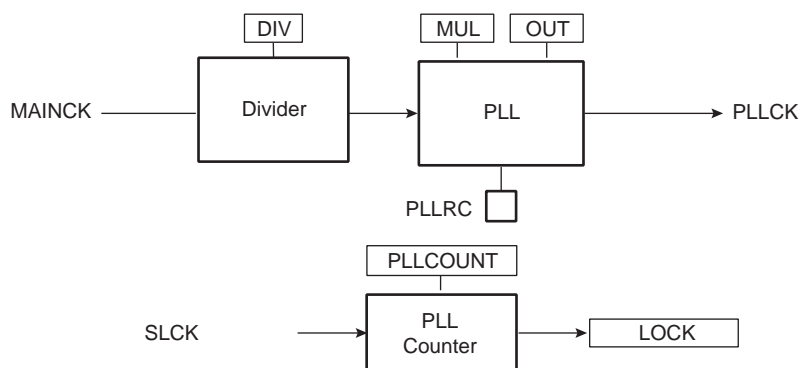 DIV
MUL
OUT
MAINCK
Divider
PLL
PLLCK
PLLRC
PLLCOUNT
SLCK
PLL
Counter
LOCK